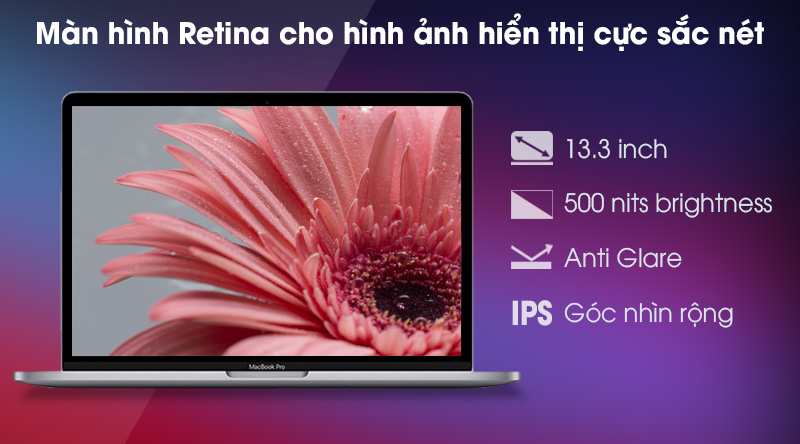 Màn hình Retina cho hình ảnh hiển thị cực sắc nét
13.3 inch
500 nits brightness
Anti Glare
IPS Góc nhìn rộng
MacBook Pro